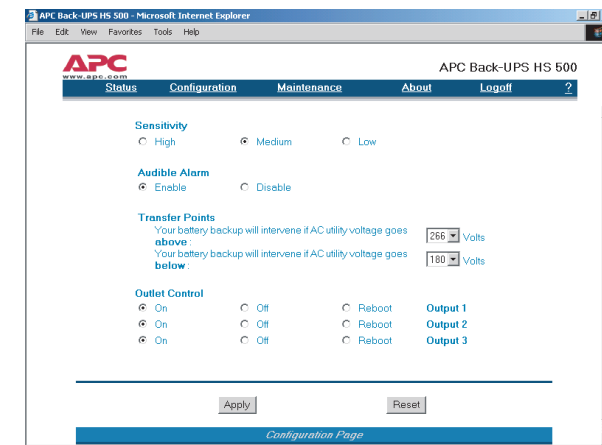 APC Back-UPS HS 500 - Microsoft Internet Explorer
File Edit View Favorites Tools Help
APC
www.apc.com
APC Back-UPS HS 500
Status Configuration Maintenance About Logoff ?
Sensitivity
High Medium Low
Audible Alarm
Enable Disable
Transfer Points
Your battery backup will intervene if AC utility voltage goes
above :
266 Volts
Your battery backup will intervene if AC utility voltage goes
below :
180 Volts
Outlet Control
On Off Reboot Output 1
On Off Reboot Output 2
On Off Reboot Output 3
Apply Reset
Configuration Page